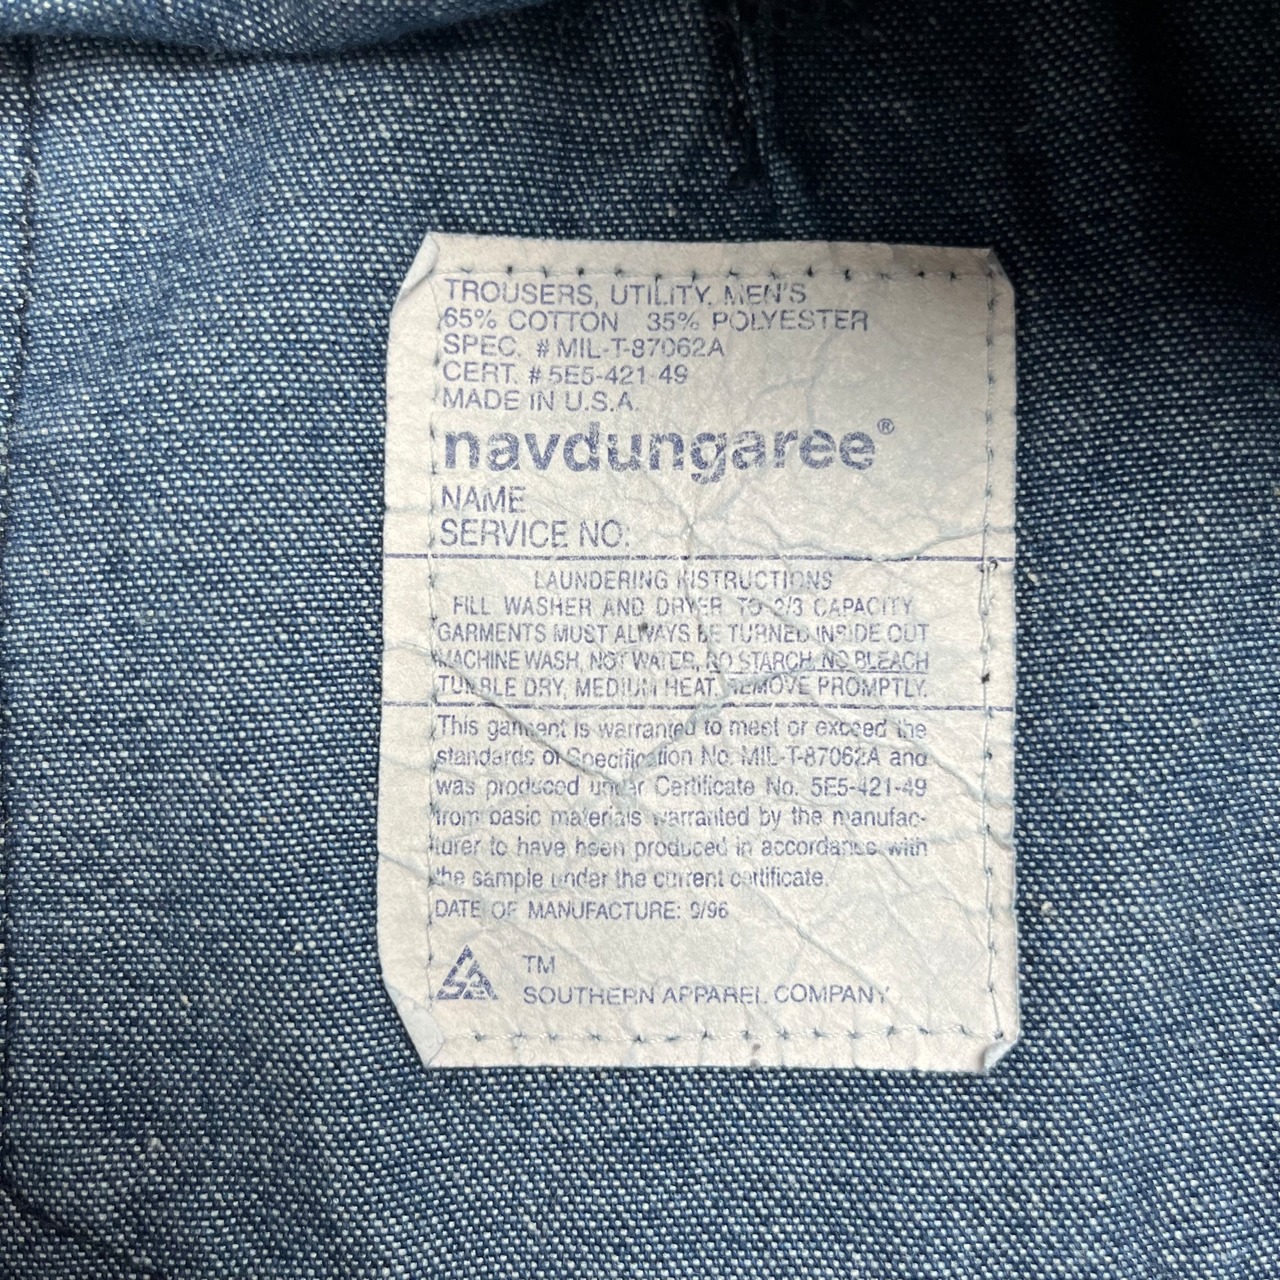 TROUSERS, UTILITY, MEN'S
65% COTTON 35% POLYESTER
SPEC. # MIL-T-87062A
CERT. # 5E5-421-49
MADE IN U.S.A.
navdungaree®
NAME
SERVICE NO:
LAUNDERING INSTRUCTIONS
FILL WASHER AND DRYER TO 2/3 CAPACITY
GARMENTS MUST ALWAYS BE TURNED INSIDE OUT
MACHINE WASH, HOT WATER, NO STARCH, NO BLEACH
TUMBLE DRY, MEDIUM HEAT. REMOVE PROMPTLY.
This garment is warranted to meet or exceed the
standards of Specification No. MIL-T-87062A and
was produced under Certificate No. 5E5-421-49
from basic materials warranted by the manufac-
turer to have been produced in accordance with
the sample under the current certificate.
DATE OF MANUFACTURE: 9/96
SA TM
SOUTHERN APPAREL COMPANY